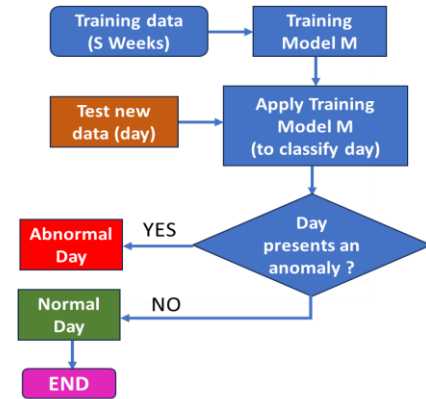 Training data
(S Weeks)
Training
Model M
Test new
data (day)
Apply Training
Model M
(to classify day)
Day
presents an
anomaly ?
YES
Abnormal
Day
NO
Normal
Day
END